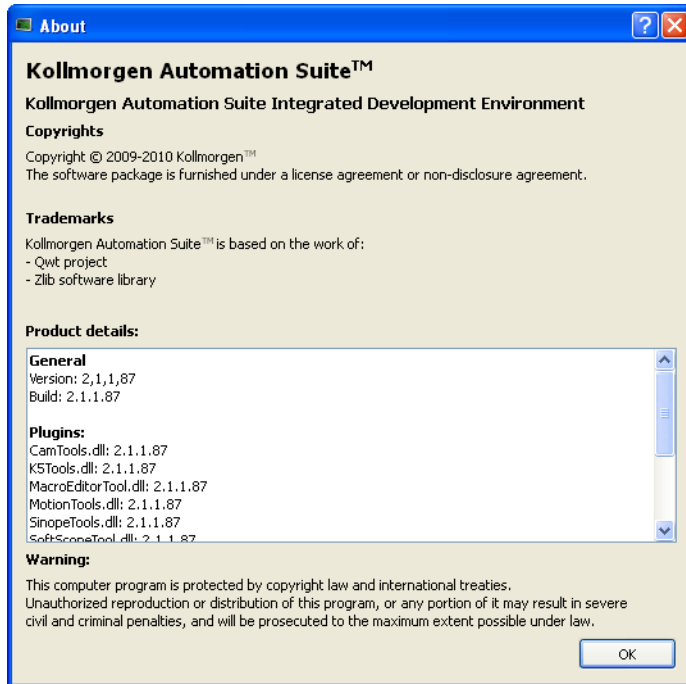 About
Kollmorgen Automation Suite™
Kollmorgen Automation Suite Integrated Development Environment
Copyrights
Copyright © 2009-2010 Kollmorgen™
The software package is furnished under a license agreement or non-disclosure agreement.
Trademarks
Kollmorgen Automation Suite™ is based on the work of:
- Qwt project
- Zlib software library
Product details:
General
Version: 2,1,1,87
Build: 2.1.1.87
Plugins:
CamTools.dll: 2.1.1.87
K5Tools.dll: 2.1.1.87
MacroEditorTool.dll: 2.1.1.87
MotionTools.dll: 2.1.1.87
SinopeTools.dll: 2.1.1.87
SoftScopeTool.dll: 2.1.1.87
Warning:
This computer program is protected by copyright law and international treaties.
Unauthorized reproduction or distribution of this program, or any portion of it may result in severe
civil and criminal penalties, and will be prosecuted to the maximum extent possible under law.
OK